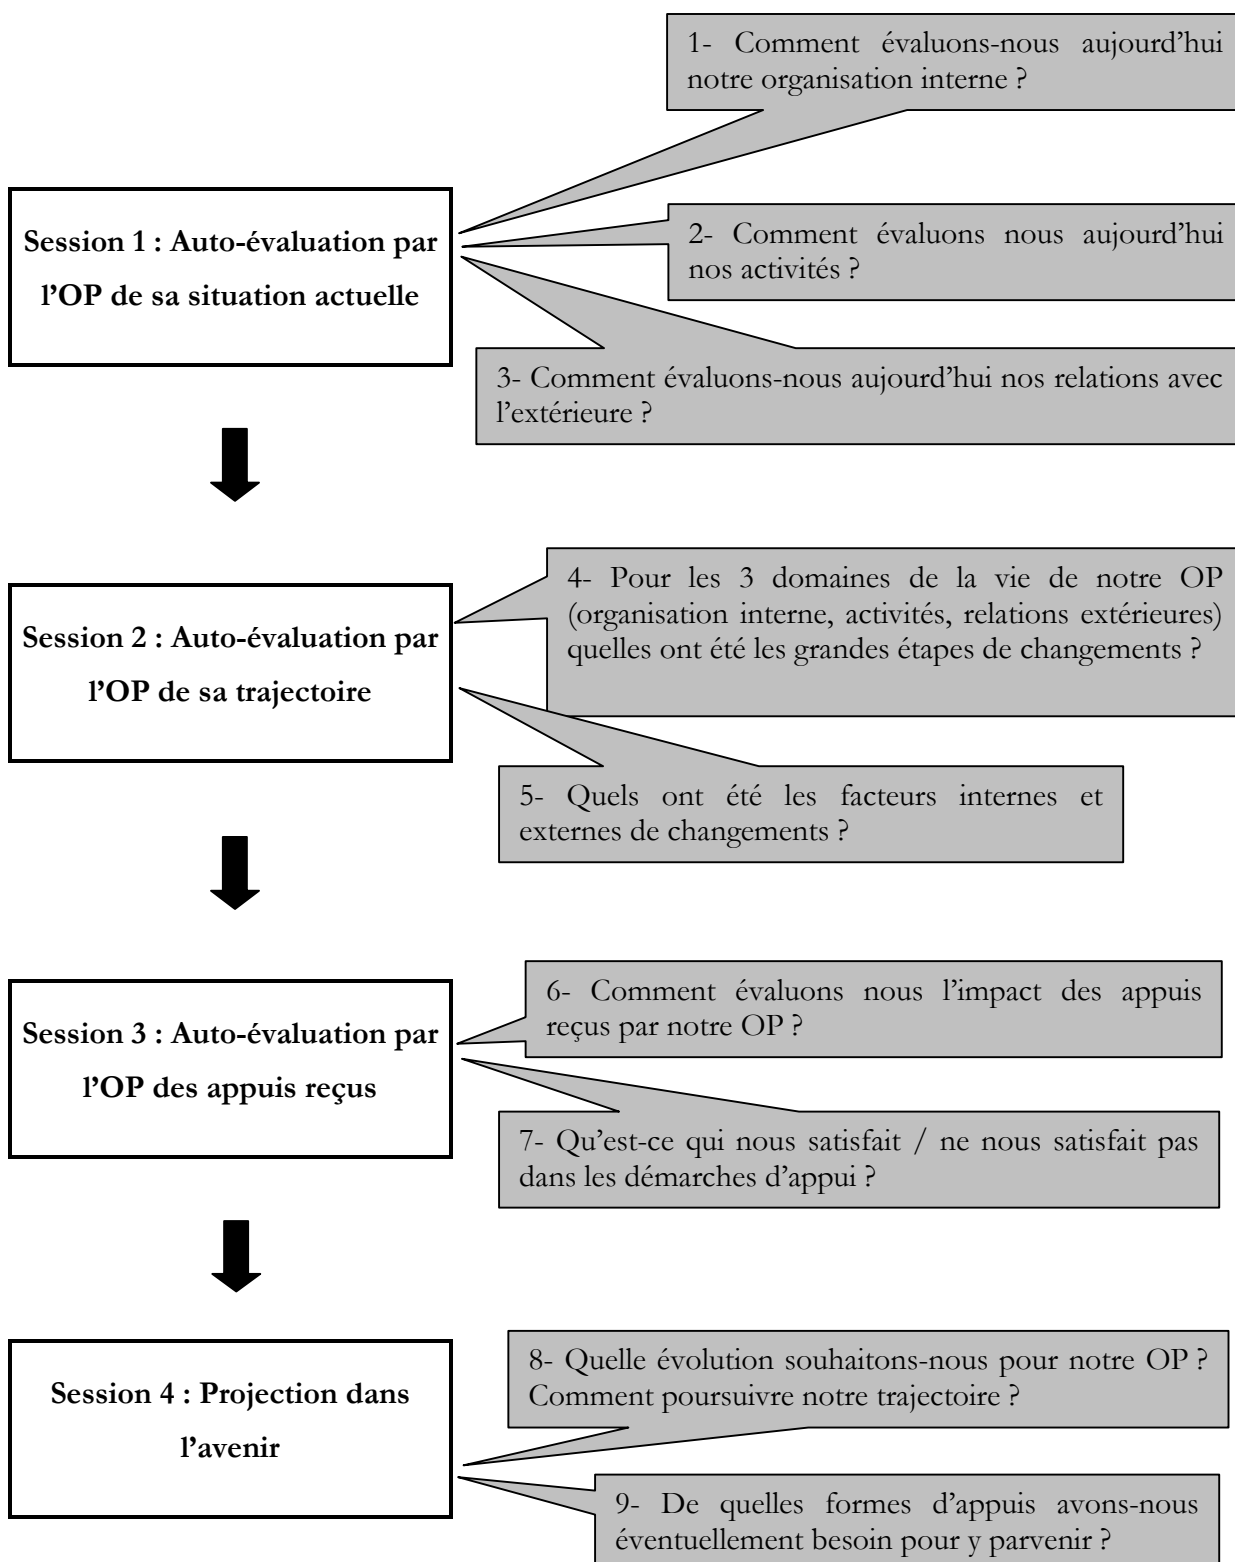 1- Comment évaluons-nous aujourd’hui
notre organisation interne ?
Session 1 : Auto-évaluation par
l’OP de sa situation actuelle
2- Comment évaluons nous aujourd’hui
nos activités ?
3- Comment évaluons-nous aujourd’hui nos relations avec
l’extérieure ?
Session 2 : Auto-évaluation par
l’OP de sa trajectoire
4- Pour les 3 domaines de la vie de notre OP
(organisation interne, activités, relations extérieures)
quelles ont été les grandes étapes de changements ?
5- Quels ont été les facteurs internes et
externes de changements ?
Session 3 : Auto-évaluation par
l’OP des appuis reçus
6- Comment évaluons nous l’impact des appuis
reçus par notre OP ?
7- Qu’est-ce qui nous satisfait / ne nous satisfait pas
dans les démarches d’appui ?
Session 4 : Projection dans
l’avenir
8- Quelle évolution souhaitons-nous pour notre OP ?
Comment poursuivre notre trajectoire ?
9- De quelles formes d’appuis avons-nous
éventuellement besoin pour y parvenir ?